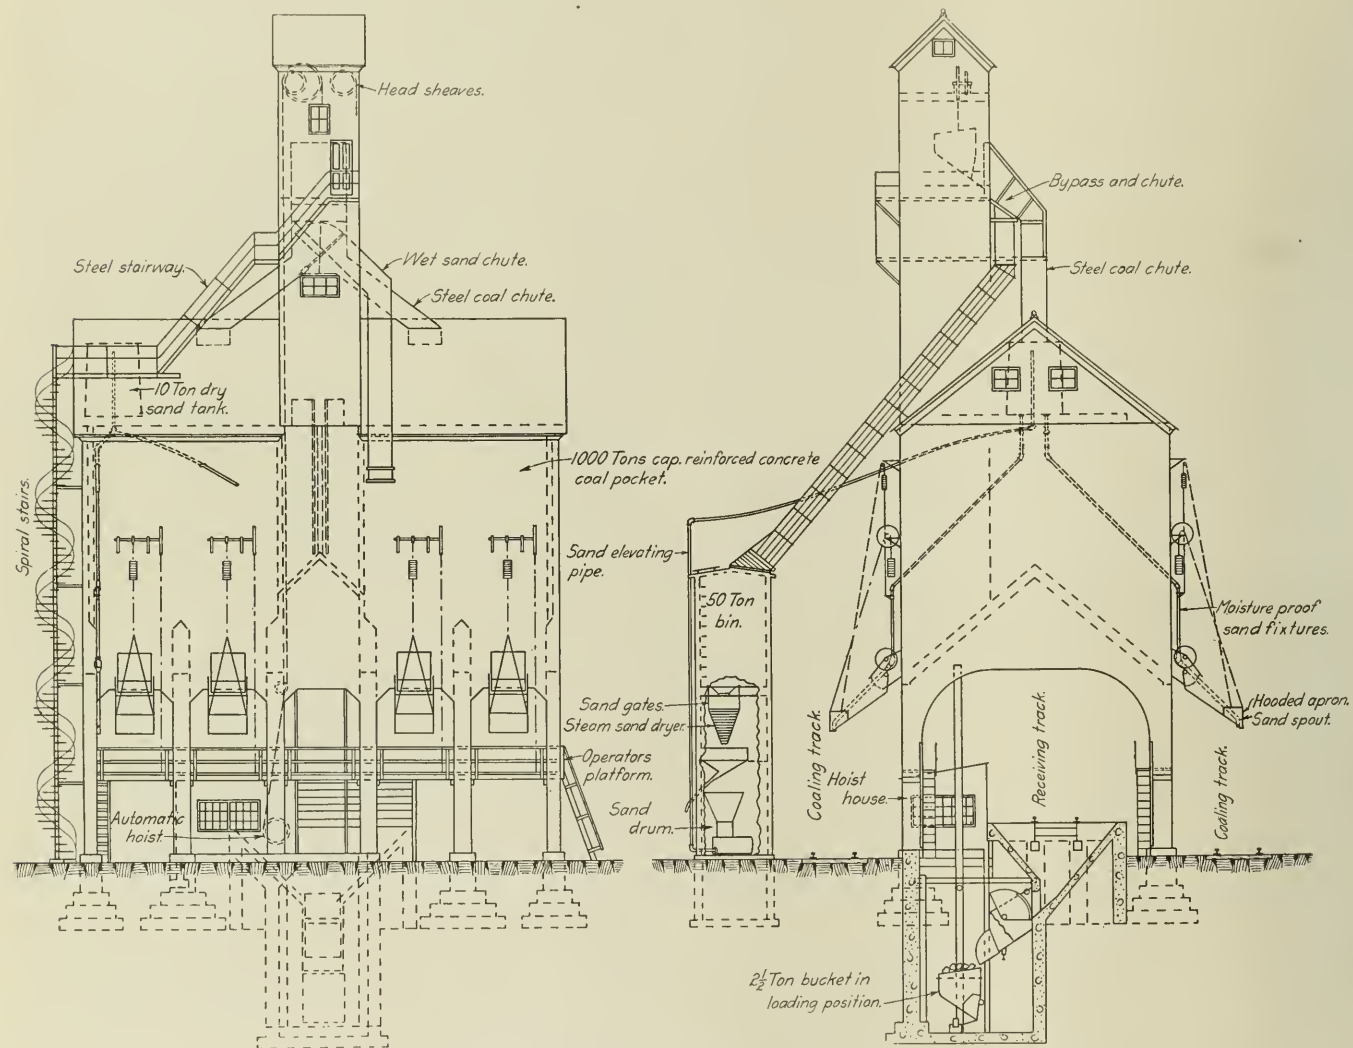 Head sheaves.
Steel stairway.
Wet sand chute.
Steel coal chute.
10 Ton dry
sand tank.
Spiral stairs.
1000 Tons cap. reinforced concrete
coal pocket.
Operators
platform.
Automatic
hoist.
Bypass and chute.
Steel coal chute.
Sand elevating
pipe.
50 Ton
bin.
Moisture proof
sand fixtures.
Sand gates.
Steam sand dryer.
Hooded apron.
Sand spout.
Coaling track.
Receiving track.
Coaling track.
Hoist
house.
Sand
drum.
2½ Ton bucket in
loading position.